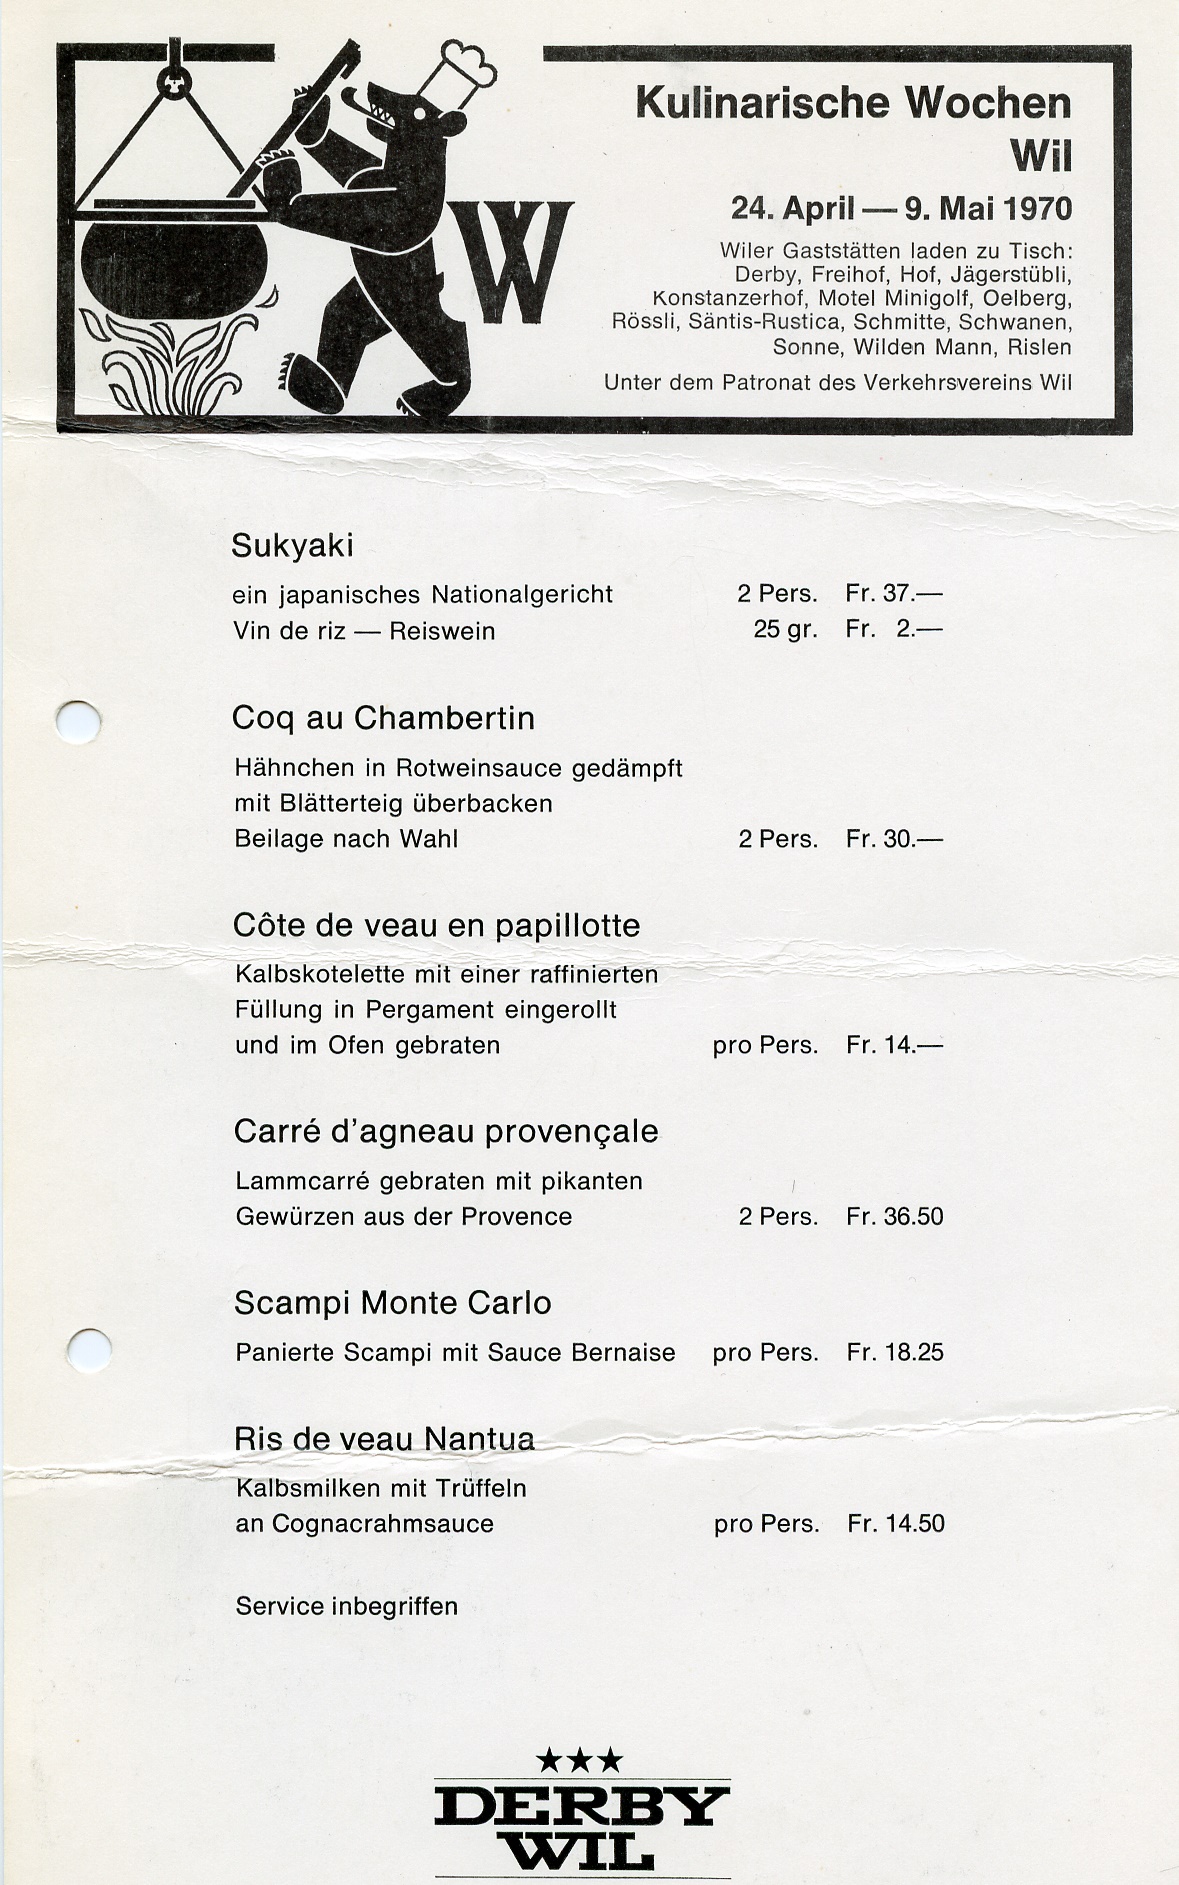 Kulinarische Wochen
Wil
24. April — 9. Mai 1970
Wiler Gaststätten laden zu Tisch:
Derby, Freihof, Hof, Jägerstübli,
Konstanzerhof, Motel Minigolf, Oelberg,
Rössli, Säntis-Rustica, Schmitte, Schwanen,
Sonne, Wilden Mann, Rislen
Unter dem Patronat des Verkehrsvereins Wil
W
Sukyaki
ein japanisches Nationalgericht 2 Pers. Fr. 37.—
Vin de riz — Reiswein 25 gr. Fr. 2.—
Coq au Chambertin
Hähnchen in Rotweinsauce gedämpft
mit Blätterteig überbacken
Beilage nach Wahl 2 Pers. Fr. 30.—
Côte de veau en papillotte
Kalbskotelette mit einer raffinierten
Füllung in Pergament eingerollt
und im Ofen gebraten pro Pers. Fr. 14.—
Carré d'agneau provençale
Lammcarré gebraten mit pikanten
Gewürzen aus der Provence 2 Pers. Fr. 36.50
Scampi Monte Carlo
Panierte Scampi mit Sauce Bernaise pro Pers. Fr. 18.25
Ris de veau Nantua
Kalbsmilken mit Trüffeln
an Cognacrahmsauce pro Pers. Fr. 14.50
Service inbegriffen
★★★
DERBY
WIL